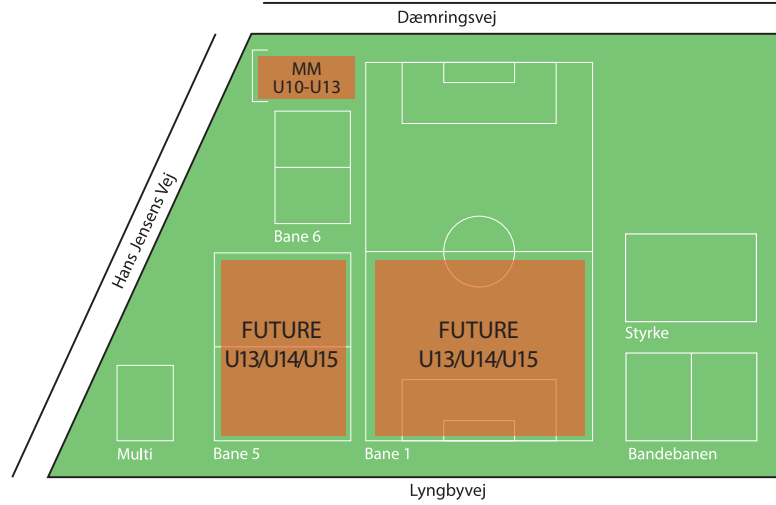 Dæmringsvej
MM
U10-U13
Hans Jensens Vej
Bane 6
FUTURE
U13/U14/U15
FUTURE
U13/U14/U15
Styrke
Multi
Bane 5
Bane 1
Bandebanen
Lyngbyvej